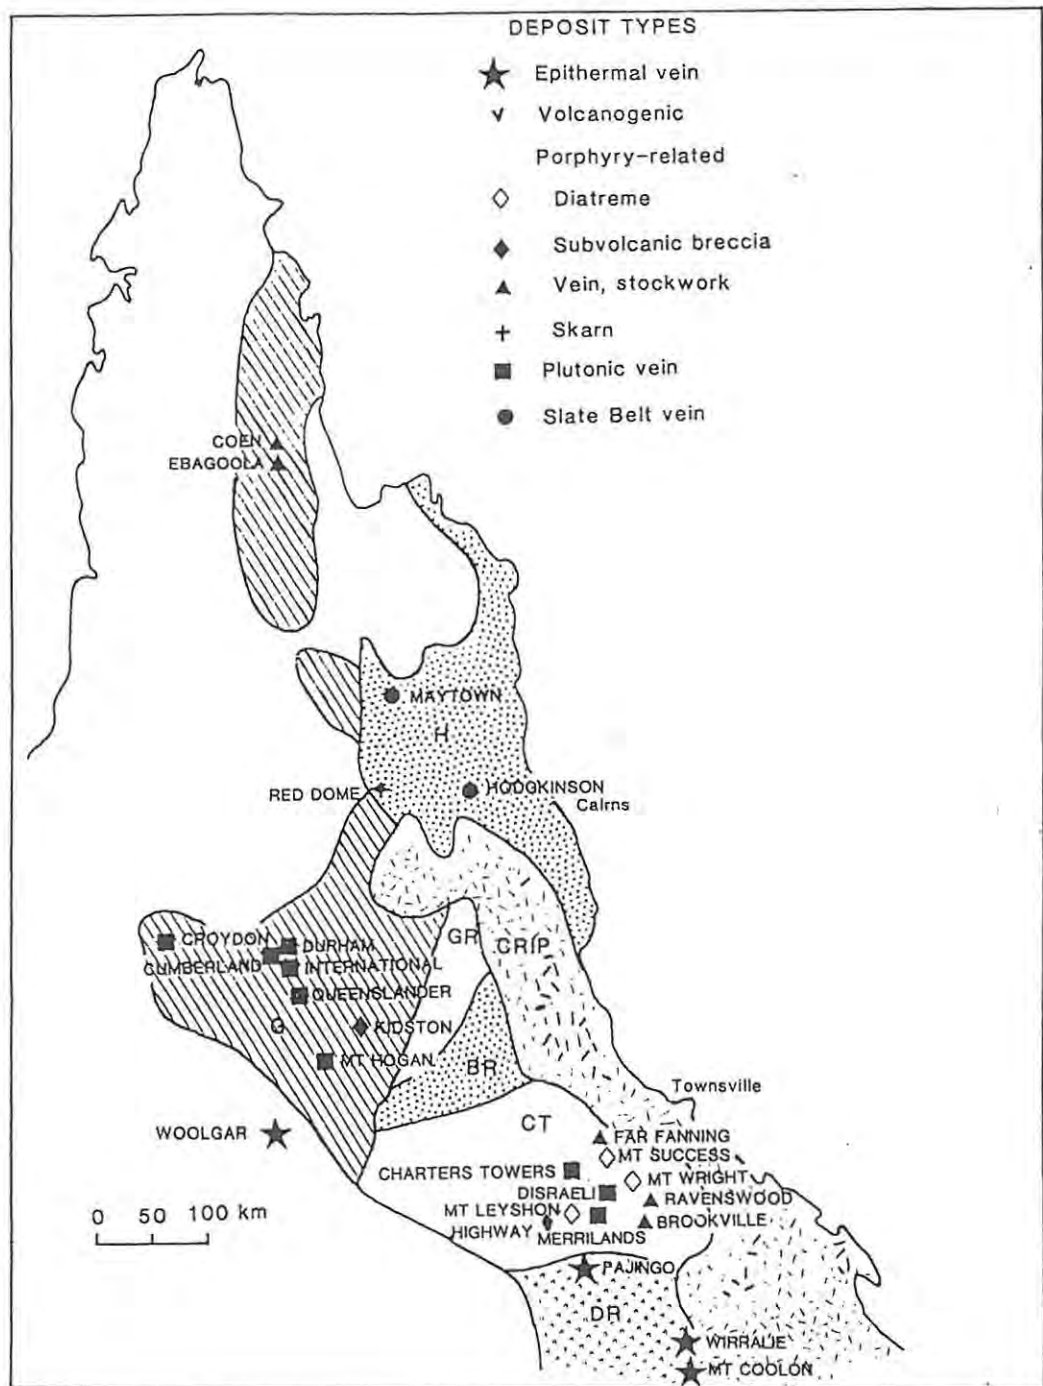 DEPOSIT TYPES
Epithermal vein
Volcanogenic
Porphyry-related
Diatreme
Subvolcanic breccia
Vein, stockwork
Skarn
Plutonic vein
Slate Belt vein
COEN
EBAGOOLA
MAYTOWN
H
RED DOME
HODGKINSON
Cairns
CROYDON
DURHAM
CUMBERLAND
INTERNATIONAL
QUEENSLANDER
GR
CRIP
G
KIDSTON
MT HOGAN
BR
Townsville
WOOLGAR
CT
FAR FANNING
MT SUCCESS
CHARTERS TOWERS
MT WRIGHT
DISRAELI
RAVENSWOOD
MT LEYSHON
BROOKVILLE
HIGHWAY
MERRILANDS
0 50 100 km
PAJINGO
DR
WIRRALIE
MT COOLON